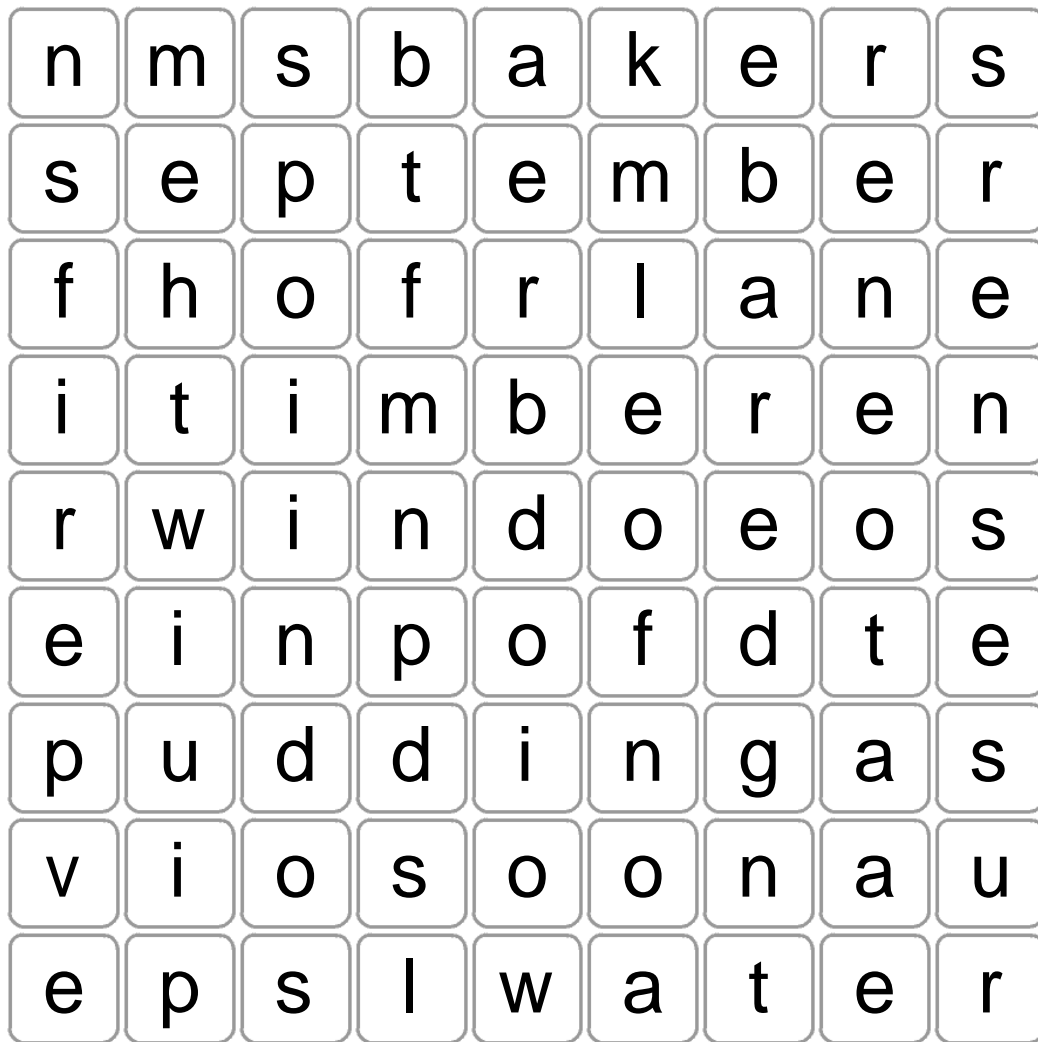 n m s b a k e r s
s e p t e m b e r
f h o f r l a n e
i t i m b e r e n
r w i n d o e o s
e i n p o f d t e
p u d d i n g a s
v i o s o o n a u
e p s l w a t e r